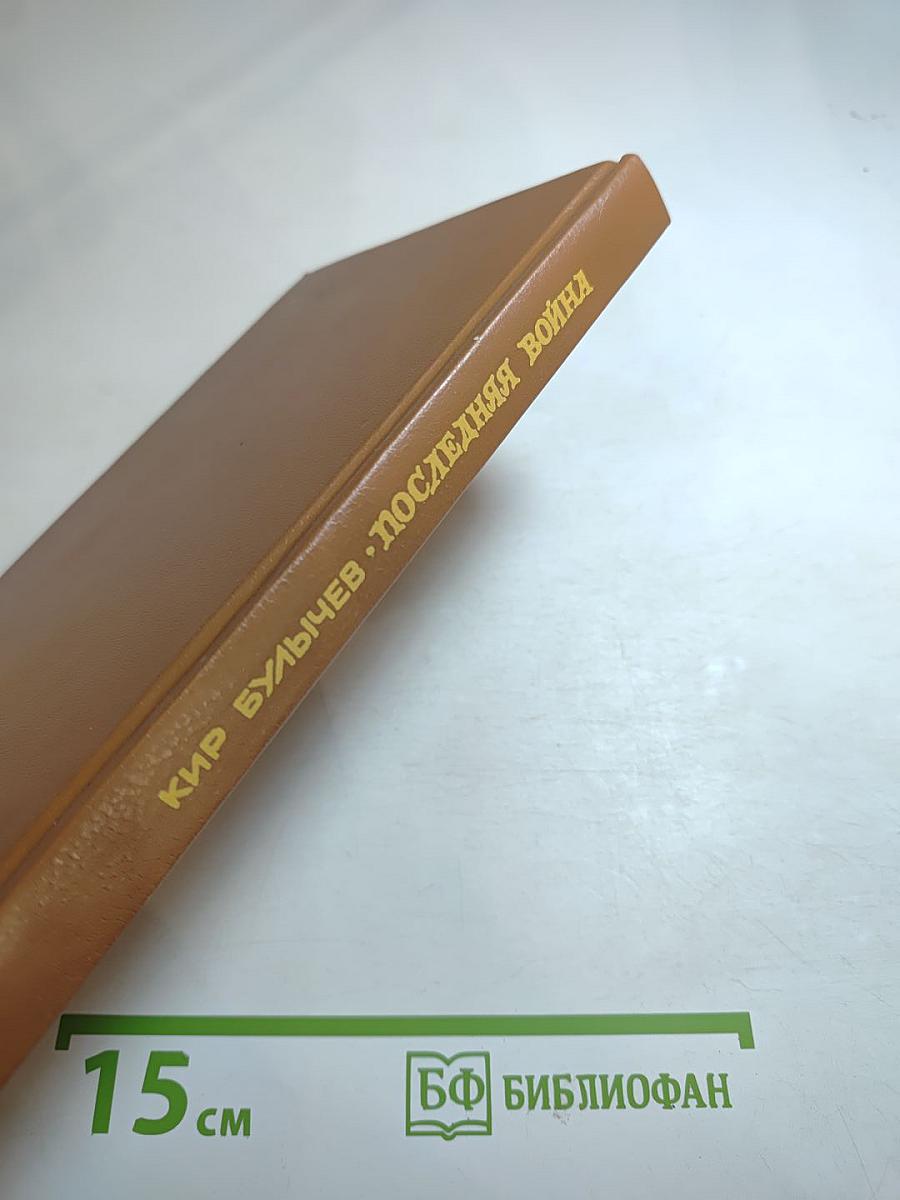 КИР БУЛЫЧЕВ · ПОСЛЕДНЯЯ ВОЙНА
15 см
БФ БИБЛИОФАН